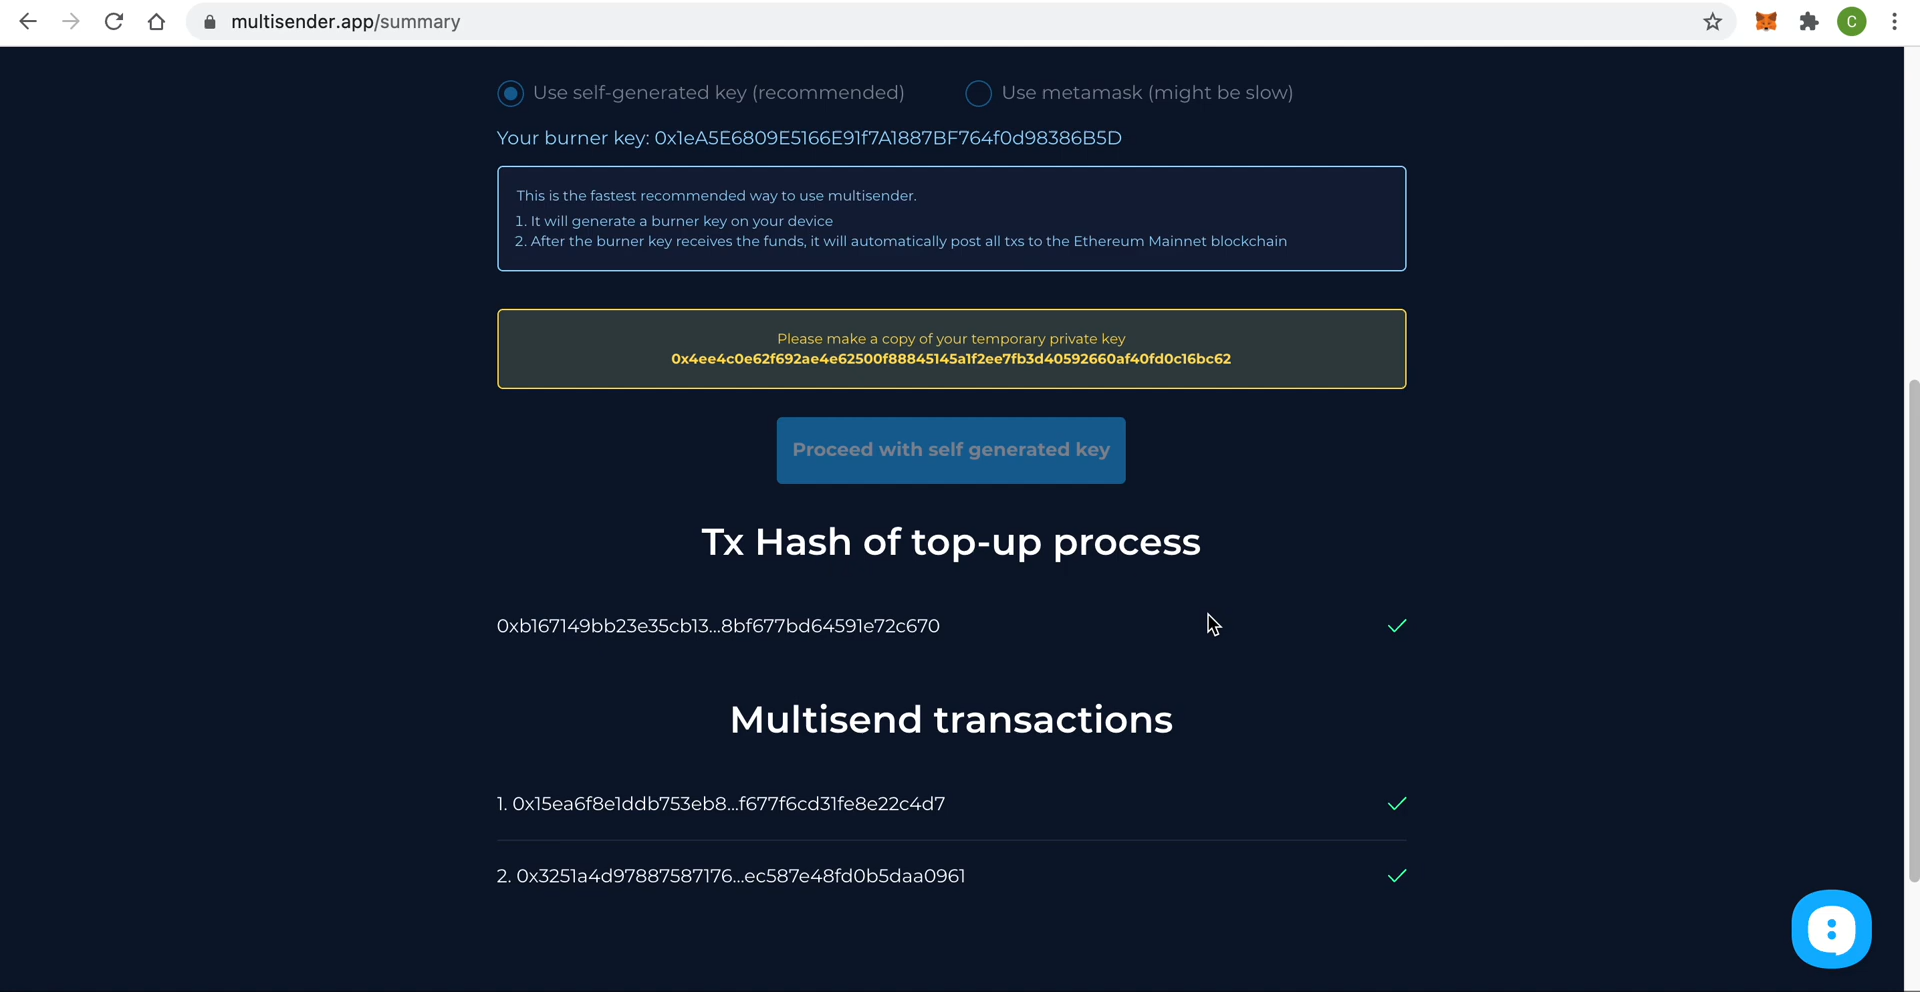 multisender.app/summary
C
Use self-generated key (recommended)
Use metamask (might be slow)
Your burner key: 0x1eA5E6809E5166E91f7A1887BF764f0d98386B5D
This is the fastest recommended way to use multisender.
1. It will generate a burner key on your device
2. After the burner key receives the funds, it will automatically post all txs to the Ethereum Mainnet blockchain
Please make a copy of your temporary private key
0x4ee4c0e62f692ae4e62500f88845145a1f2ee7fb3d40592660af40fd0c16bc62
Proceed with self generated key
Tx Hash of top-up process
0xb167149bb23e35cb13...8bf677bd64591e72c670
Multisend transactions
1. 0x15ea6f8e1ddb753eb8...f677f6cd31fe8e22c4d7
2. 0x3251a4d97887587176...ec587e48fd0b5daa0961